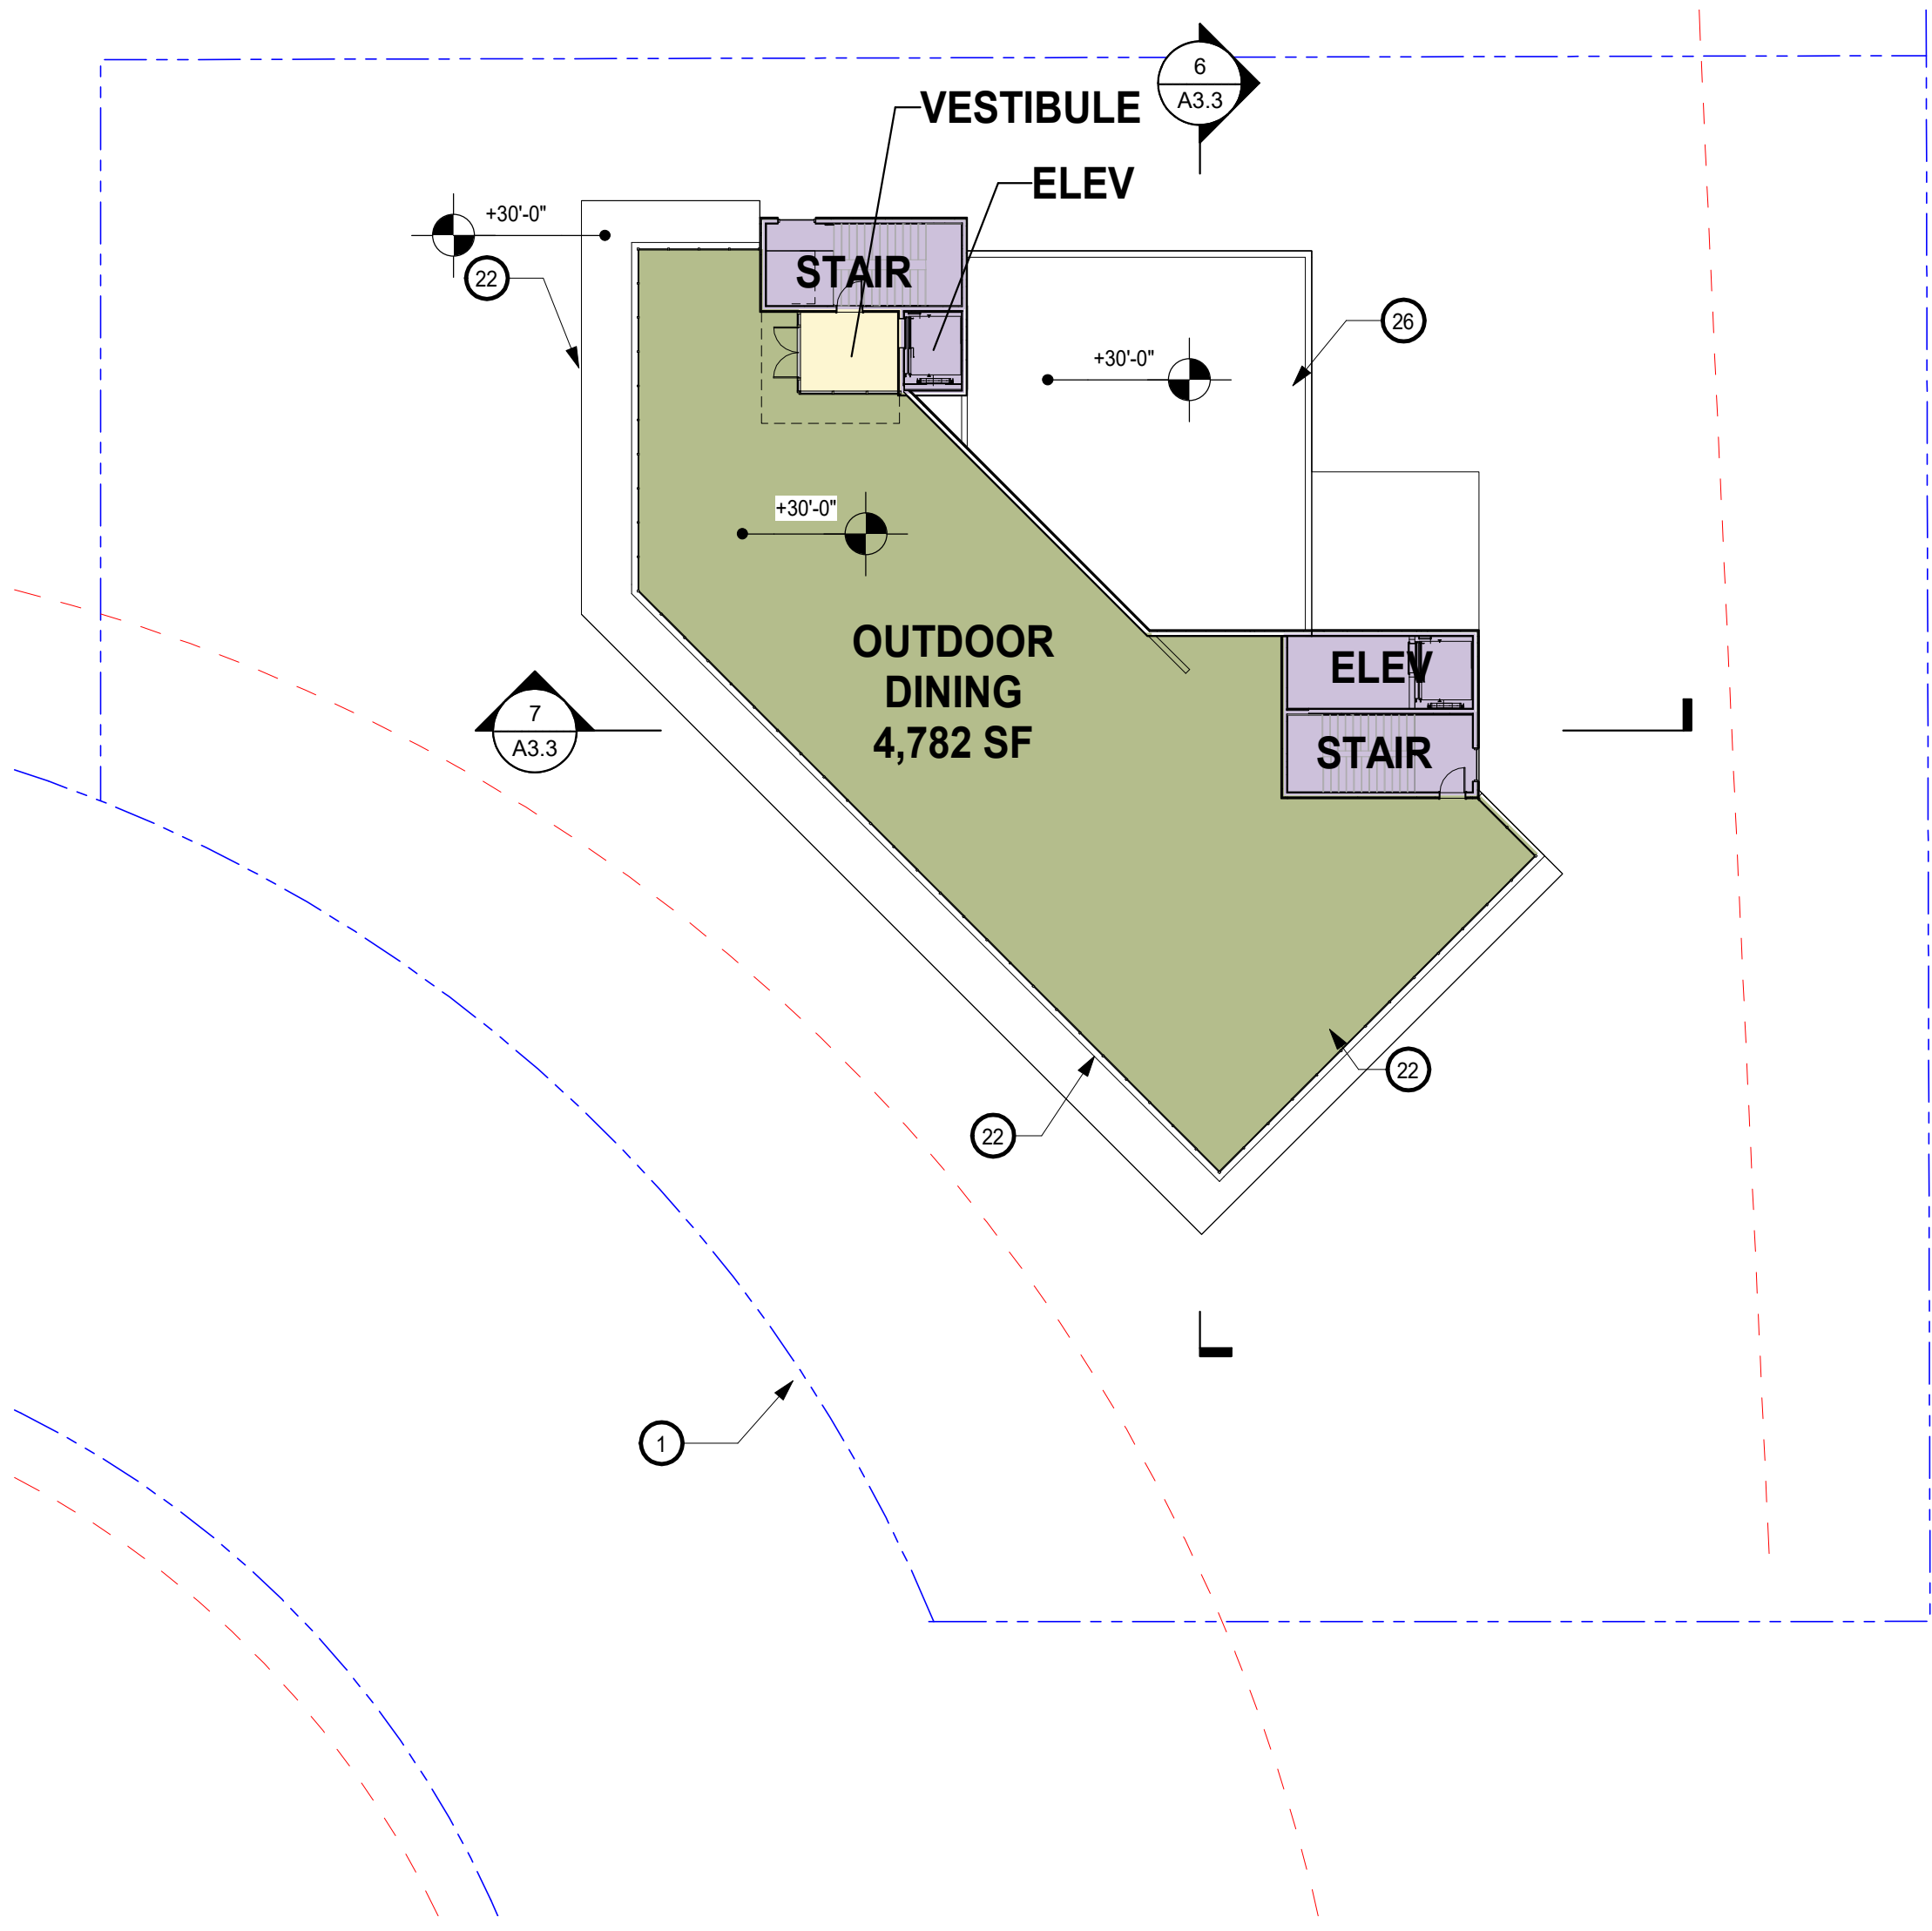 6
A3.3
VESTIBULE
ELEV
+30'-0"
22
STAIR
26
+30'-0"
+30'-0"
OUTDOOR
DINING
4,782 SF
ELEV
7
A3.3
STAIR
22
22
1